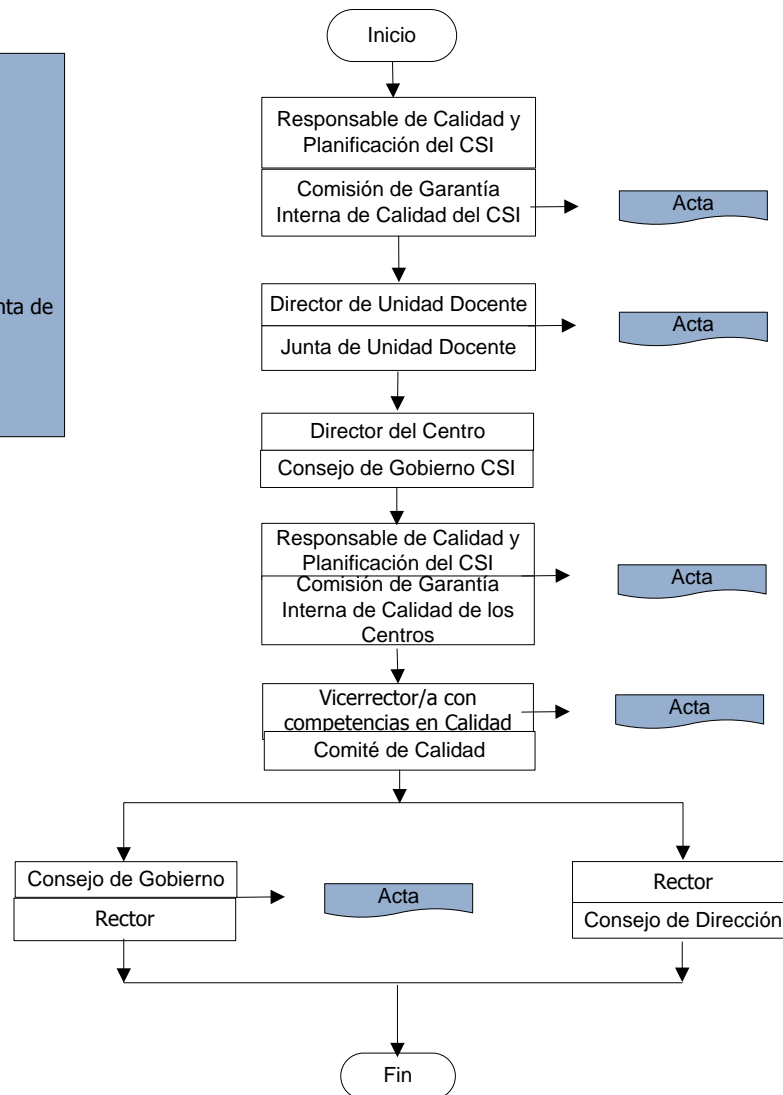 Inicio
Responsable de Calidad y
Planificación del CSI
Comisión de Garantía
Interna de Calidad del CSI
Acta
nta de
Director de Unidad Docente
Junta de Unidad Docente
Acta
Director del Centro
Consejo de Gobierno CSI
Responsable de Calidad y
Planificación del CSI
Comisión de Garantía
Interna de Calidad de los
Centros
Acta
Vicerrector/a con
competencias en Calidad
Comité de Calidad
Acta
Consejo de Gobierno
Rector
Acta
Rector
Consejo de Dirección
Fin